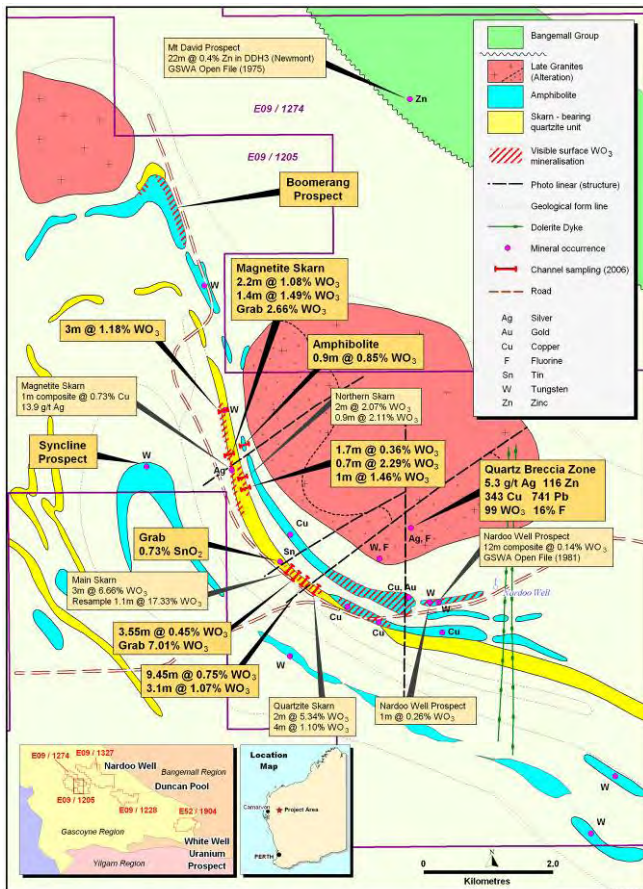 Mt David Prospect
22m @ 0.4% Zn in DDH3 (Newmont)
GSWA Open File (1975)
Zn
E09 / 1274
E09 / 1205
Boomerang
Prospect
W
Magnetite Skarn
2.2m @ 1.08% WO3
1.4m @ 1.49% WO3
Grab 2.66% WO3
3m @ 1.18% WO3
Amphibolite
0.9m @ 0.85% WO3
Magnetite Skarn
1m composite @ 0.73% Cu
13.9 g/t Ag
W
Northern Skarn
2m @ 2.07% WO3
0.9m @ 2.11% WO3
Syncline
Prospect
W
Ag
1.7m @ 0.36% WO3
0.7m @ 2.29% WO3
1m @ 1.46% WO3
Quartz Breccia Zone
5.3 g/t Ag 116 Zn
343 Cu 741 Pb
99 WO3 16% F
Grab
0.73% SnO2
Cu
Ag, F
Sn
W, F
Nardoo Well Prospect
12m composite @ 0.14% WO3
GSWA Open File (1981)
Main Skarn
3m @ 6.66% WO3
Resample 1.1m @ 17.33% WO3
Cu, Au
W
W
Nardoo Well
3.55m @ 0.45% WO3
Grab 7.01% WO3
Cu
Cu
Cu
9.45m @ 0.75% WO3
3.1m @ 1.07% WO3
W
Quartzite Skarn
2m @ 5.34% WO3
4m @ 1.10% WO3
Nardoo Well Prospect
1m @ 0.26% WO3
W
W
Bangemall Group
Late Granites
(Alteration)
Amphibolite
Skarn - bearing
quartzite unit
Visible surface WO3
mineralisation
Photo linear (structure)
Geological form line
Dolerite Dyke
Mineral occurrence
Channel sampling (2006)
Road
Ag Silver
Au Gold
Cu Copper
F Fluorine
Sn Tin
W Tungsten
Zn Zinc
E09 / 1274
E09 / 1327
Nardoo Well
Bangemall Region
Duncan Pool
E09 / 1205
E09 / 1228
E52 / 1904
Gascoyne Region
White Well
Uranium
Prospect
Yilgarn Region
Location
Map
Carnarvon
Project Area
PERTH
N
0 2.0
Kilometres